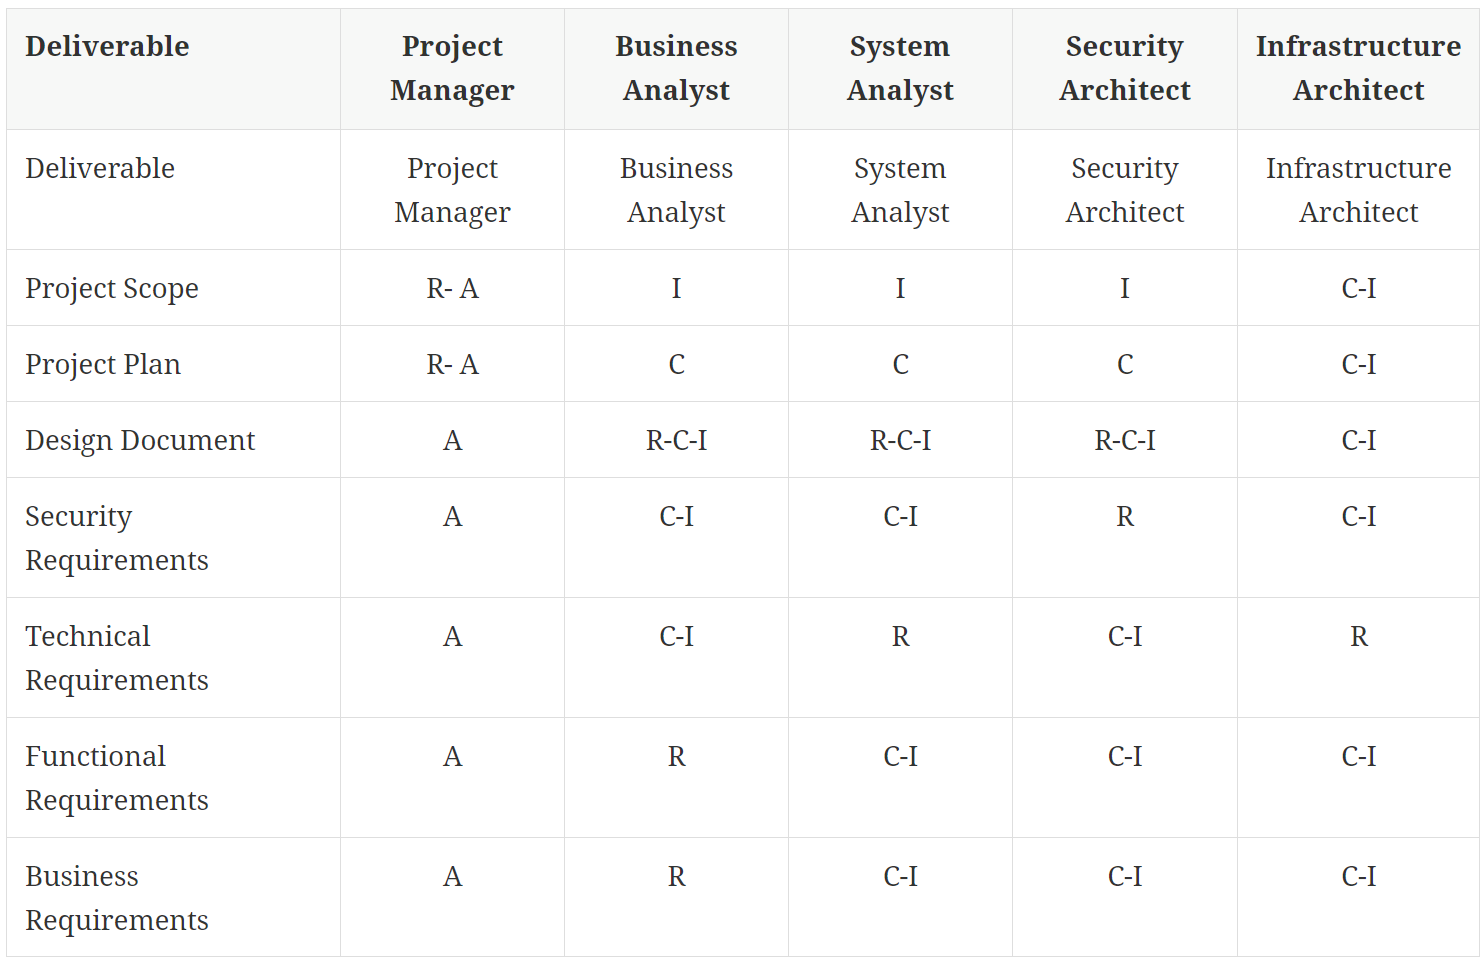 Deliverable Project Manager Business Analyst System Analyst Security Architect Infrastructure Architect
Deliverable Project Manager Business Analyst System Analyst Security Architect Infrastructure Architect
Project Scope R- A I I I C-I
Project Plan R- A C C C C-I
Design Document A R-C-I R-C-I R-C-I C-I
Security Requirements A C-I C-I R C-I
Technical Requirements A C-I R C-I R
Functional Requirements A R C-I C-I C-I
Business Requirements A R C-I C-I C-I